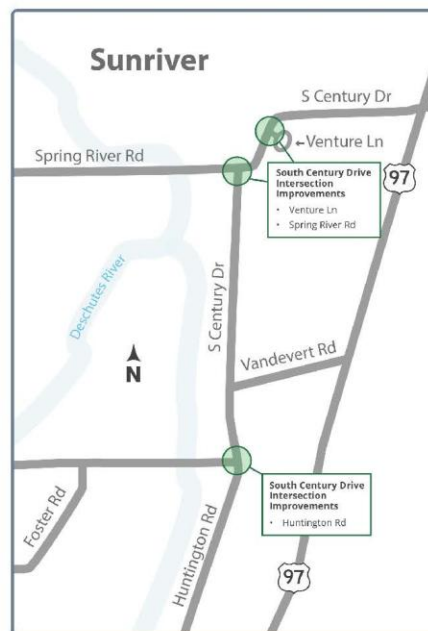 Sunriver
S Century Dr
←Venture Ln
Spring River Rd
97
South Century Drive
Intersection
Improvements
• Venture Ln
• Spring River Rd
Deschutes River
S Century Dr
N
Vandevert Rd
South Century Drive
Intersection
Improvements
• Huntington Rd
Foster Rd
Huntington Rd
97